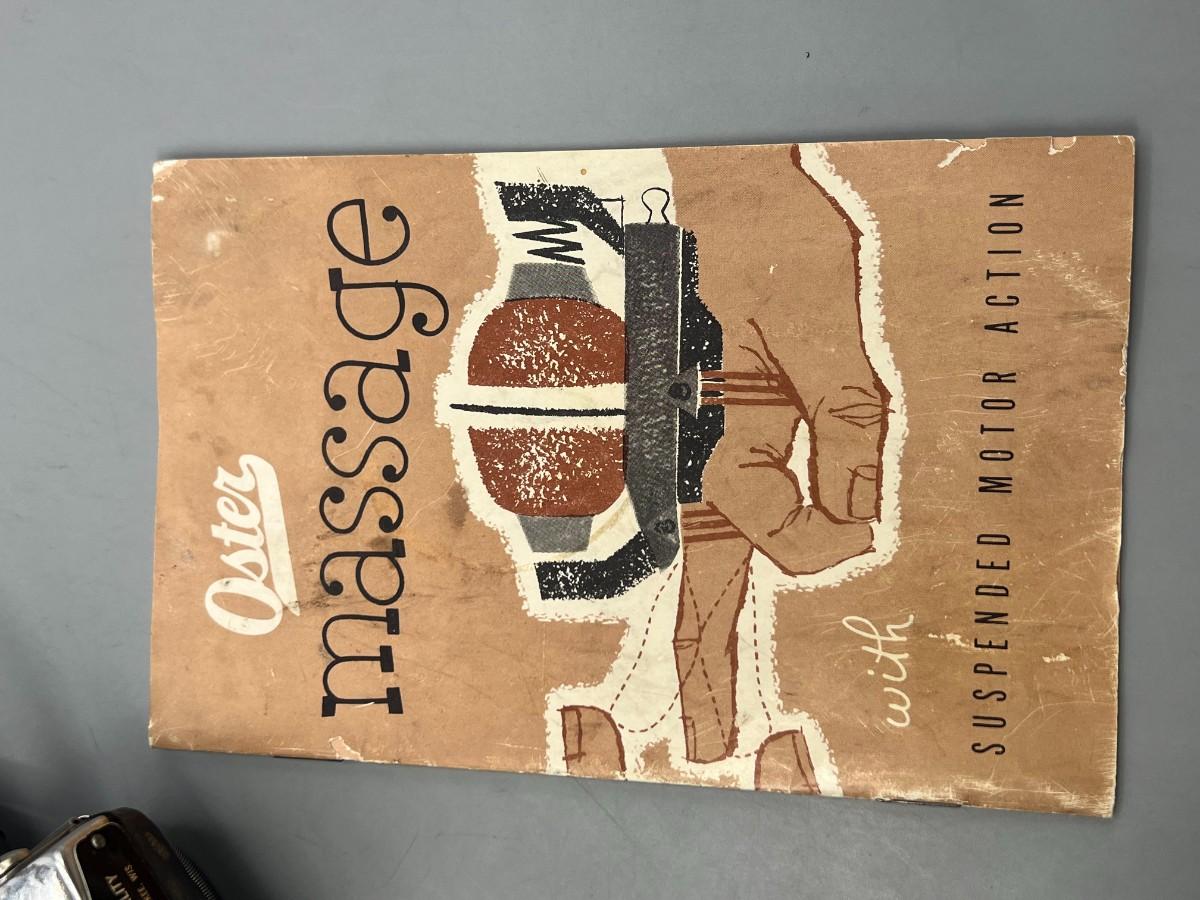 Oster
massage
with
SUSPENDED MOTOR ACTION